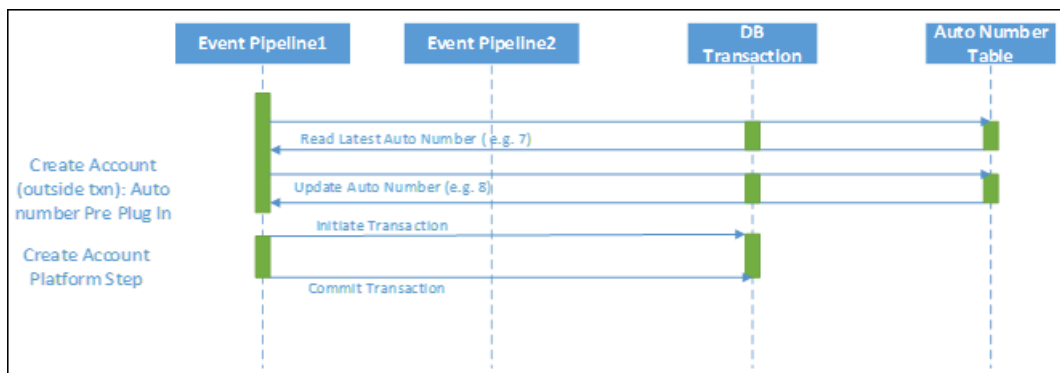 Event Pipeline1
Event Pipeline2
DB
Transaction
Auto Number
Table
Read Latest Auto Number ( e.g. 7)
Create Account
(outside txn): Auto
number Pre Plug In
Update Auto Number (e.g. 8)
Initiate Transaction
Create Account
Platform Step
Commit Transaction